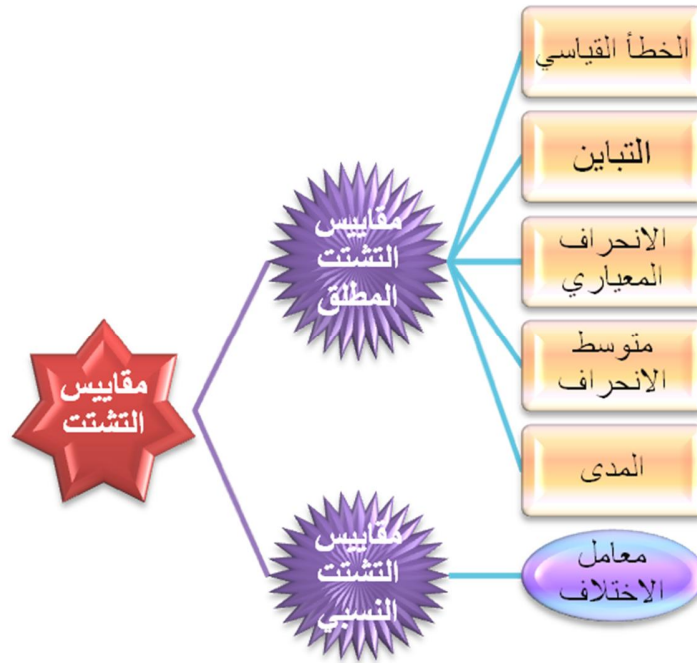 مقاييس
التشتت
مقاييس
التشتت
المطلق
الخطأ القياسي
التباين
الانحراف
المعياري
متوسط
الانحراف
المدى
مقاييس
التشتت
النسبي
معامل
الاختلاف